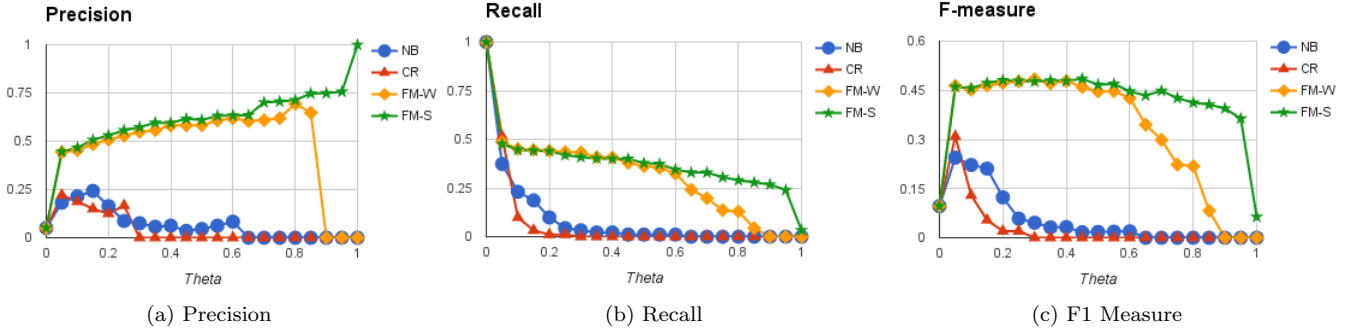 Precision
1
0.75
0.5
0.25
0
0
0.2
0.4
0.6
0.8
1
Theta
NB
CR
FM-W
FM-S
(a) Precision
Recall
1
0.75
0.5
0.25
0
0
0.2
0.4
0.6
0.8
1
Theta
NB
CR
FM-W
FM-S
(b) Recall
F-measure
0.6
0.45
0.3
0.15
0
0
0.2
0.4
0.6
0.8
1
Theta
NB
CR
FM-W
FM-S
(c) F1 Measure